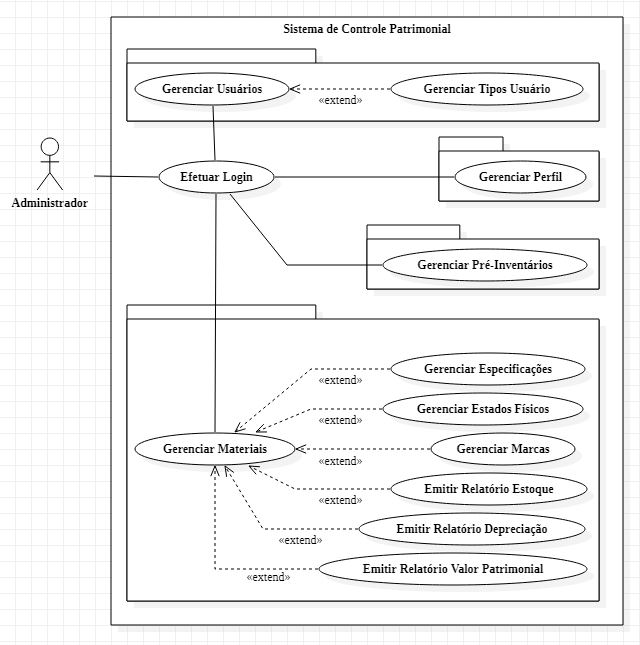 Sistema de Controle Patrimonial
Gerenciar Usuários
Gerenciar Tipos Usuário
«extend»
Efetuar Login
Gerenciar Perfil
Administrador
Gerenciar Pré-Inventários
Gerenciar Especificações
«extend»
Gerenciar Estados Físicos
«extend»
Gerenciar Materiais
Gerenciar Marcas
«extend»
Emitir Relatório Estoque
«extend»
Emitir Relatório Depreciação
«extend»
Emitir Relatório Valor Patrimonial
«extend»